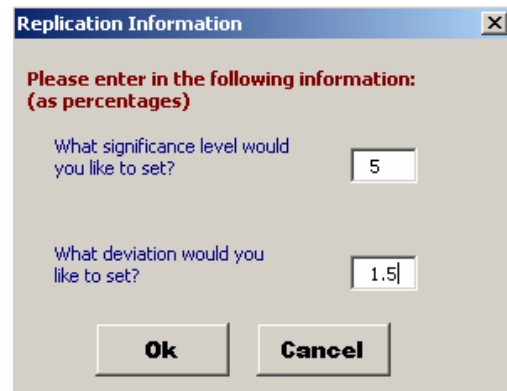 Replication Information
Please enter in the following information:
(as percentages)
What significance level would
you like to set?
5
What deviation would you
like to set?
1.5
Ok
Cancel